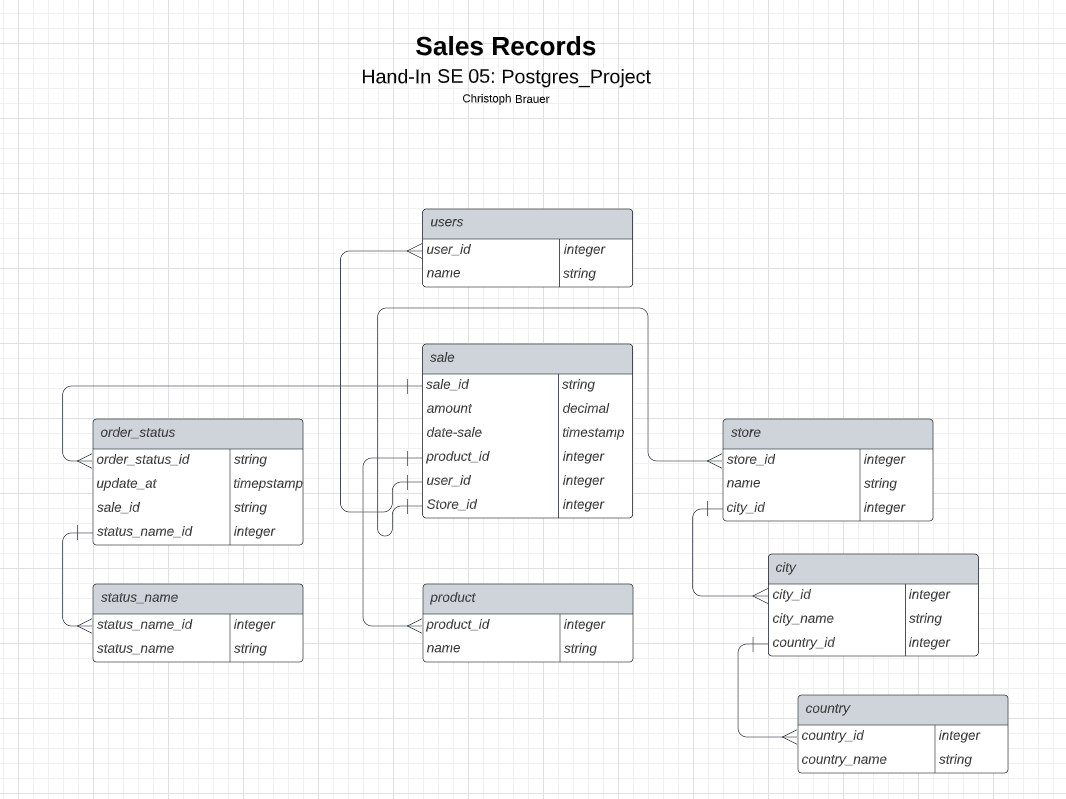 Sales Records
Hand-In SE 05: Postgres_Project
Christoph Brauer
users
user_id integer
name string
sale
sale_id string
amount decimal
date-sale timestamp
product_id integer
user_id integer
Store_id integer
order_status
order_status_id string
update_at timepstamp
sale_id string
status_name_id integer
store
store_id integer
name string
city_id integer
status_name
status_name_id integer
status_name string
product
product_id integer
name string
city
city_id integer
city_name string
country_id integer
country
country_id integer
country_name string